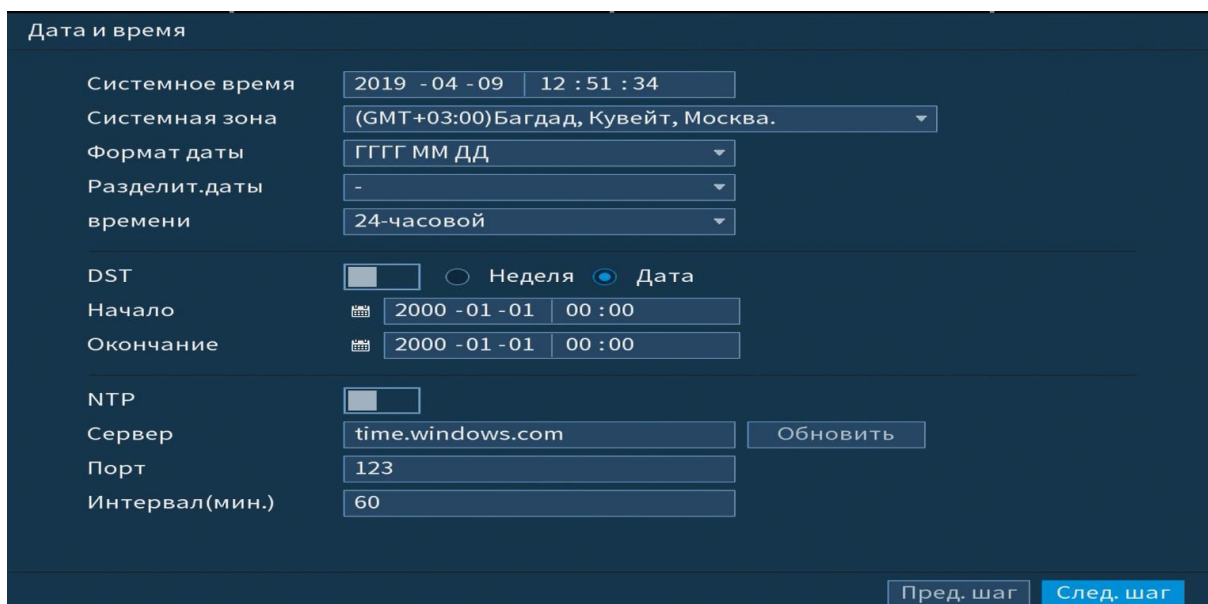 Дата и время
Системное время 2019 -04 -09 12 :51 :34
Системная зона (GMT+03:00)Багдад, Кувейт, Москва.
Формат даты ГГГГ ММ ДД
Разделит.даты -
времени 24-часовой
DST Неделя Дата
Начало 2000 -01 -01 00 :00
Окончание 2000 -01 -01 00 :00
NTP
Сервер time.windows.com Обновить
Порт 123
Интервал(мин.) 60
Пред. шаг След. шаг